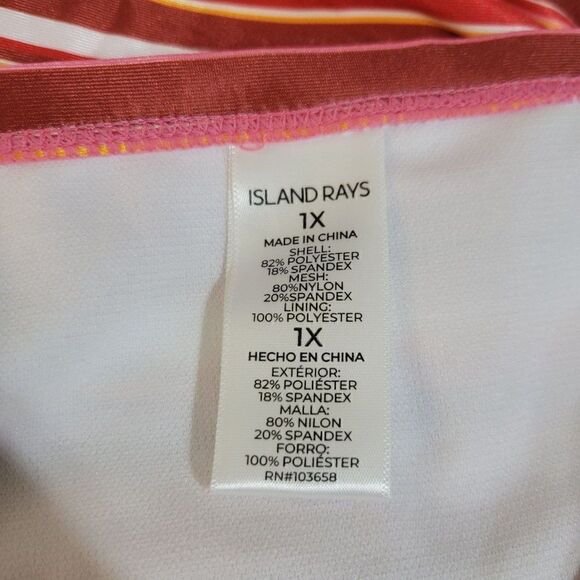 ISLAND RAYS
1X
MADE IN CHINA
SHELL:
82% POLYESTER
18% SPANDEX
MESH:
80%NYLON
20%SPANDEX
LINING:
100% POLYESTER
1X
HECHO EN CHINA
EXTÉRIOR:
82% POLIÉSTER
18% SPANDEX
MALLA:
80% NILON
20% SPANDEX
FORRO:
100% POLIÉSTER
RN#103658